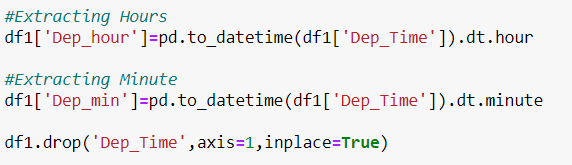 #Extracting Hours
df1['Dep_hour']=pd.to_datetime(df1['Dep_Time']).dt.hour
#Extracting Minute
df1['Dep_min']=pd.to_datetime(df1['Dep_Time']).dt.minute
df1.drop('Dep_Time',axis=1,inplace=True)